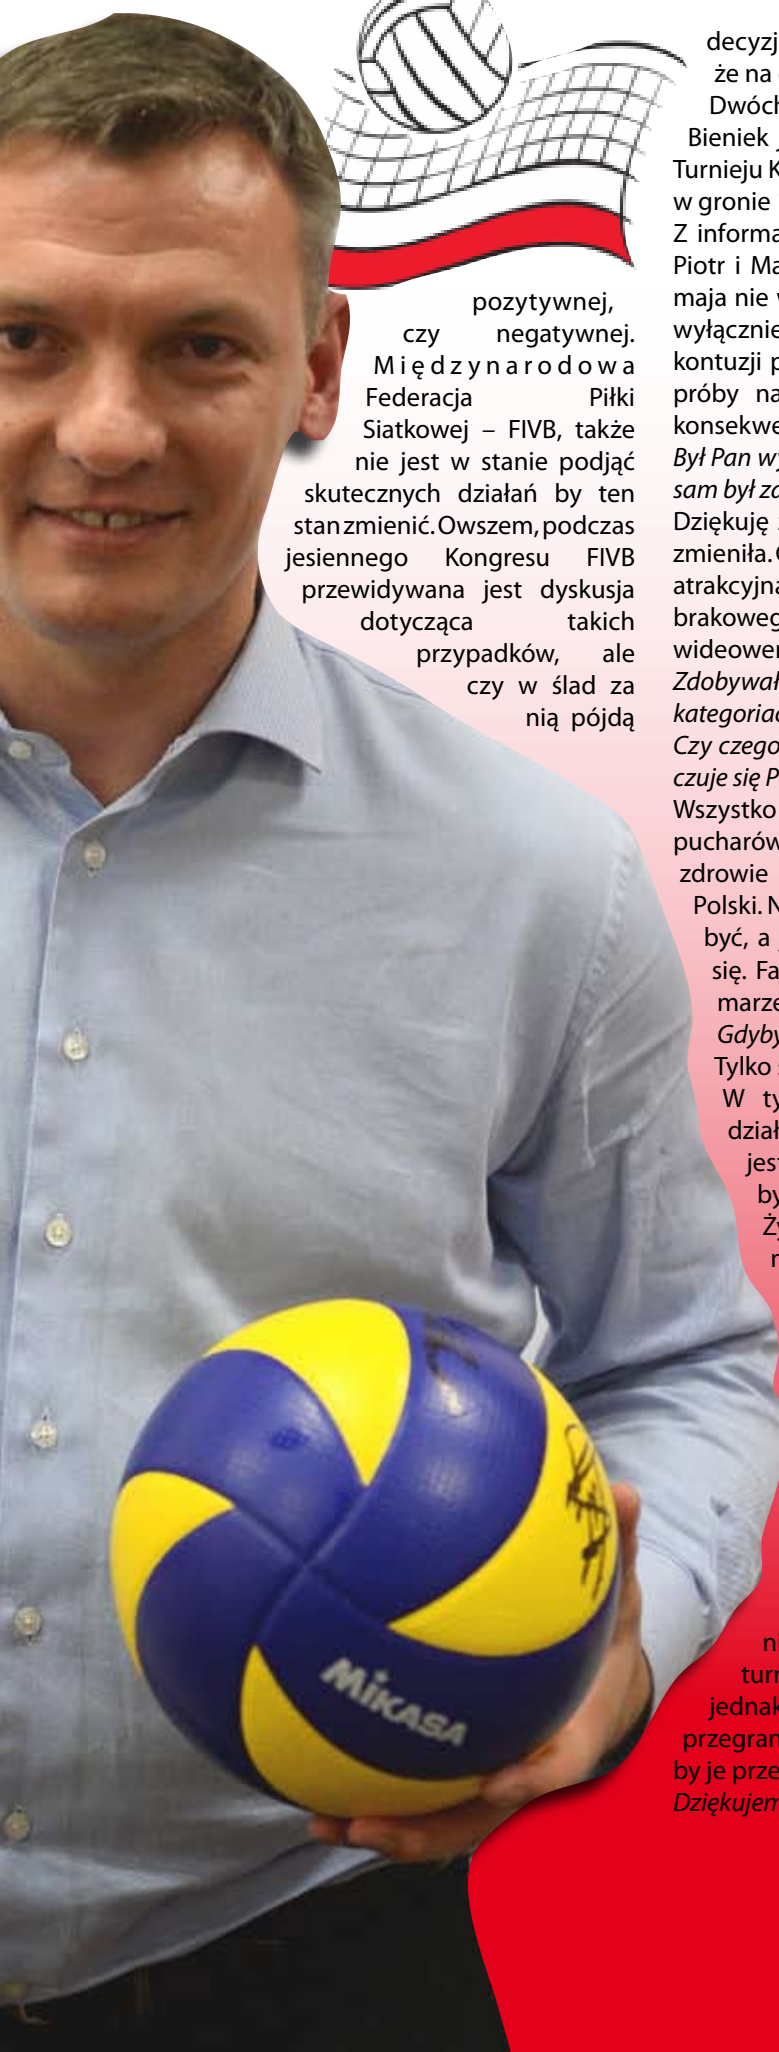 pozytywnej,
czy negatywnej.
Międzynarodowa
Federacja Piłki
Siatkowej – FIVB, także
nie jest w stanie podjąć
skutecznych działań by ten
stan zmienić. Owszem, podczas
jesiennego Kongresu FIVB
przewidywana jest dyskusja
dotycząca takich
przypadków, ale
czy w ślad za
nią pójdą
decyzj
że na
Dwóch
Bieniek
Turnieju K
w gronie
Z informa
Piotr i Ma
maja nie
wyłącznie
kontuzji p
próby na
konsekwe
Był Pan wy
sam był za
Dziękuję
zmieniła.
atrakcyjna
brakoweg
wideower
Zdobywał
kategoriac
Czy czego
czuje się P
Wszystko
pucharów
zdrowie
Polski. N
być, a
się. Fa
marze
Gdyby
Tylko
W ty
dział
jest
by
Ży
n
turn
jednak
przegran
by je prze
Dziękujem
MIKASA